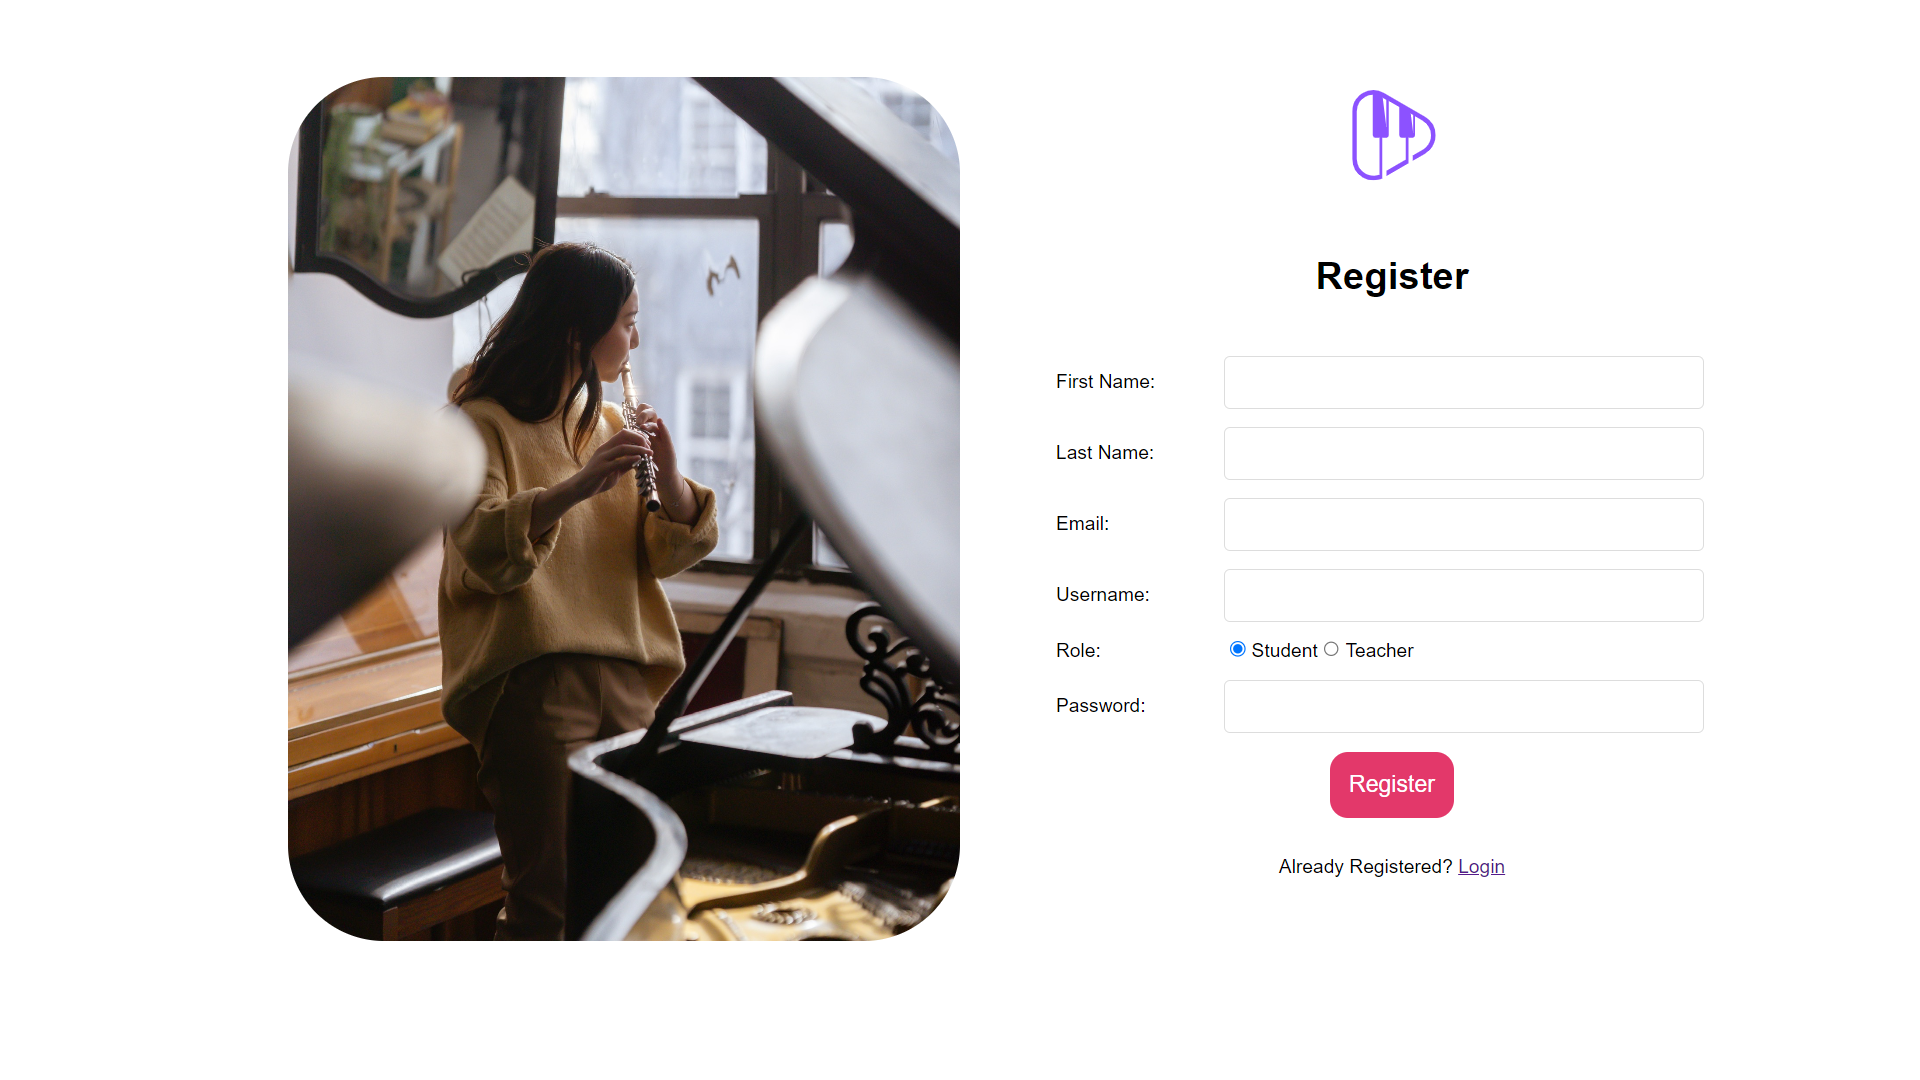 Register
First Name:
Last Name:
Email:
Username:
Role: Student Teacher
Password:
Register
Already Registered? Login